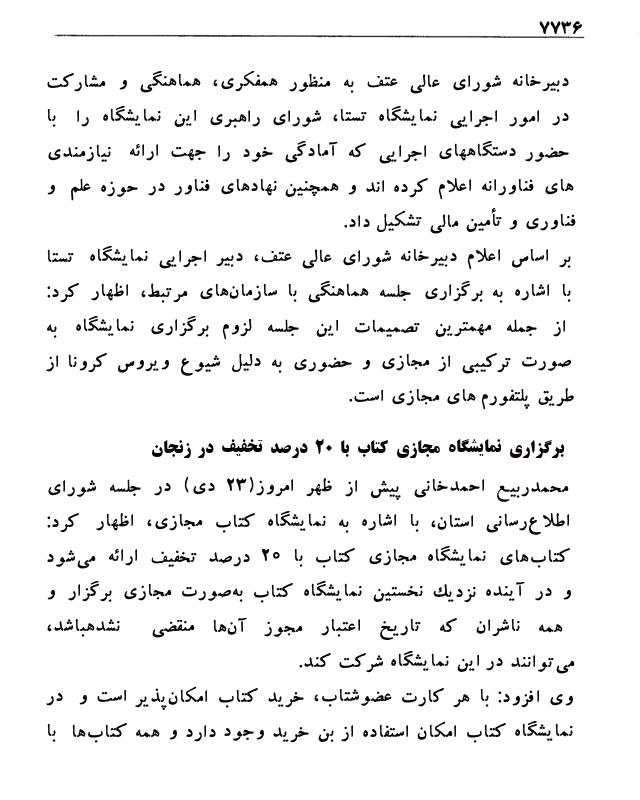 ۷۷۳۶
دبیرخانه شورای عالی عتف به منظور همفکری، هماهنگی و مشارکت
در امور اجرایی نمایشگاه تستا، شورای راهبری این نمایشگاه را با
حضور دستگاههای اجرایی که آمادگی خود را جهت ارائه نیازمندی
های فناورانه اعلام کرده اند و همچنین نهادهای فناور در حوزه علم و
فناوری و تأمین مالی تشکیل داد.
بر اساس اعلام دبیرخانه شورای عالی عتف، دبیر اجرایی نمایشگاه تستا
با اشاره به برگزاری جلسه هماهنگی با سازمان‌های مرتبط، اظهار کرد:
از جمله مهمترین تصمیمات این جلسه لزوم برگزاری نمایشگاه به
صورت ترکیبی از مجازی و حضوری به دلیل شیوع ویروس کرونا از
طریق پلتفورم های مجازی است.
برگزاری نمایشگاه مجازی کتاب با ۲۰ درصد تخفیف در زنجان
محمدربیع احمدخانی پیش از ظهر امروز(۲۳ دی) در جلسه شورای
اطلاع‌رسانی استان، با اشاره به نمایشگاه کتاب مجازی، اظهار کرد:
کتاب‌های نمایشگاه مجازی کتاب با ۲۰ درصد تخفیف ارائه می‌شود
و در آینده نزدیك نخستین نمایشگاه کتاب به‌صورت مجازی برگزار و
همه ناشران که تاریخ اعتبار مجوز آن‌ها منقضی نشدهباشد،
می‌توانند در این نمایشگاه شرکت کند.
وی افزود: با هر کارت عضوشتاب، خرید کتاب امکان‌پذیر است و در
نمایشگاه کتاب امکان استفاده از بن خرید وجود دارد و همه کتاب‌ها با